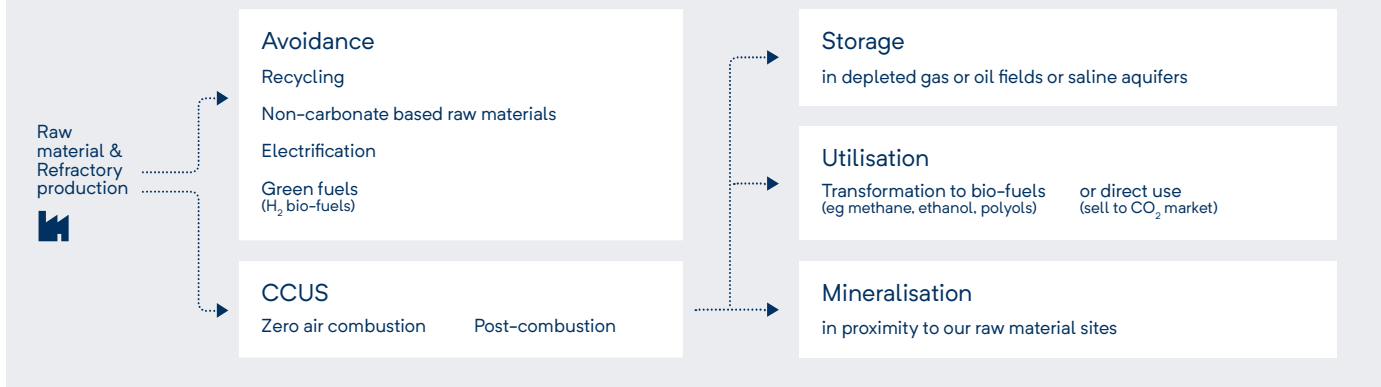 Raw
material &
Refractory
production
Avoidance
Recycling
Non-carbonate based raw materials
Electrification
Green fuels
(H₂ bio-fuels)
CCUS
Zero air combustion Post-combustion
Storage
in depleted gas or oil fields or saline aquifers
Utilisation
Transformation to bio-fuels or direct use
(eg methane, ethanol, polyols) (sell to CO₂ market)
Mineralisation
in proximity to our raw material sites